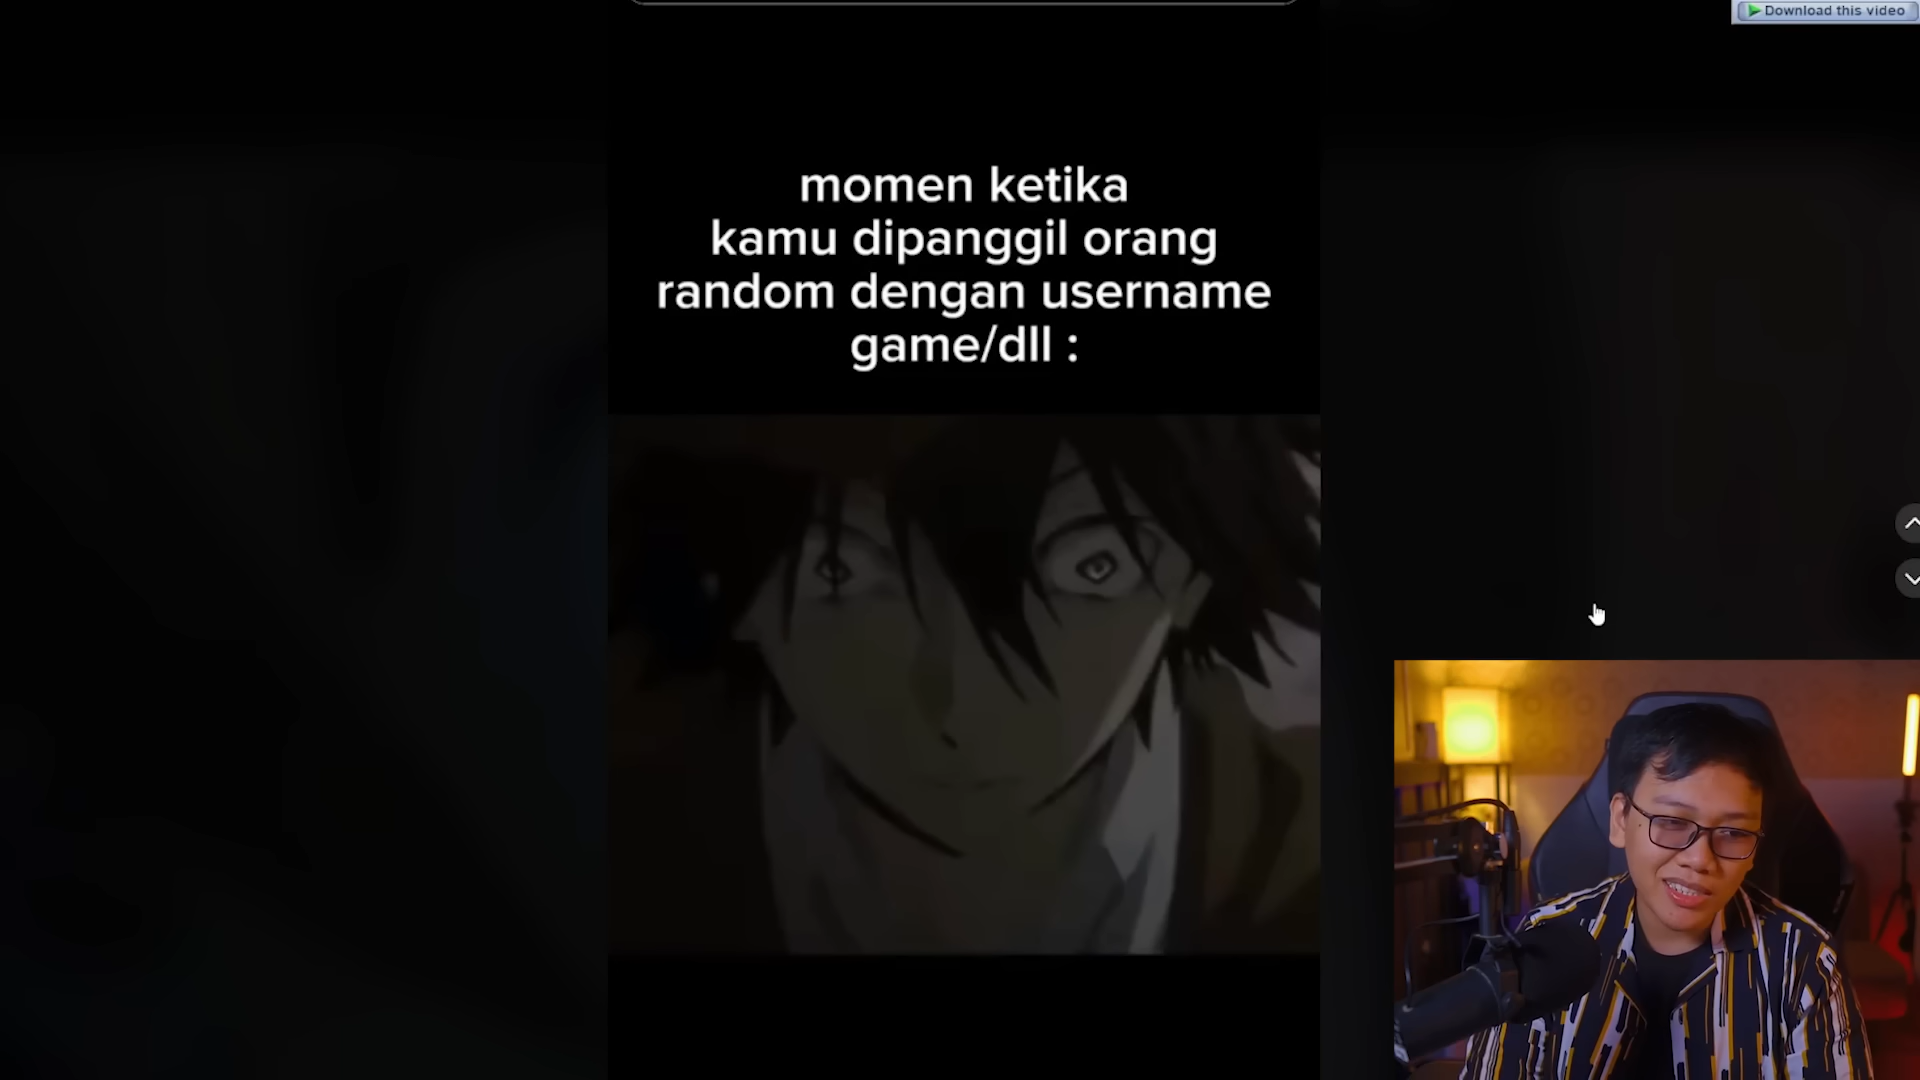 Download this video
momen ketika
kamu dipanggil orang
random dengan username
game/dll :